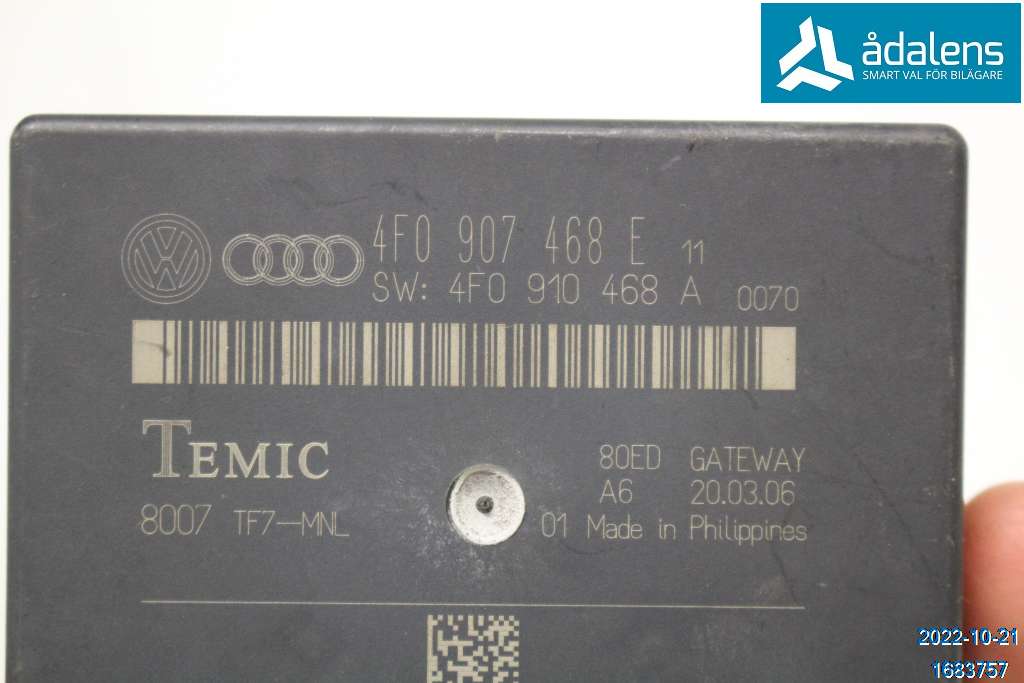 ådalens
SMART VAL FÖR BILÄGARE
4F0 907 468 E 11
SW: 4F0 910 468 A 0070
TEMIC
80ED GATEWAY
A6 20.03.06
8007 TF7-MNL
01 Made in Philippines
2022-10-21
1683757